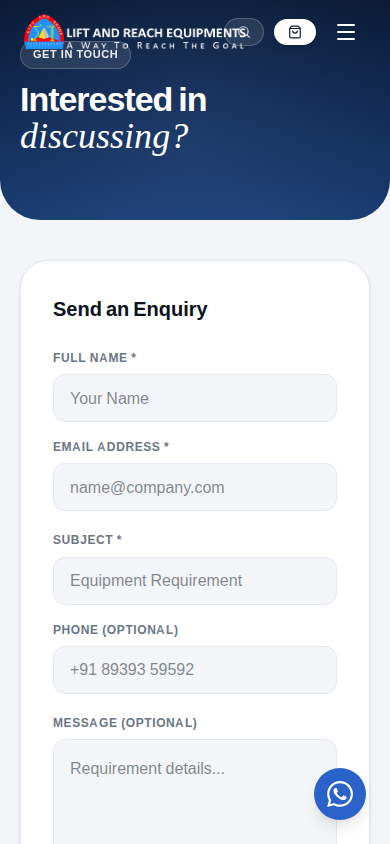 LIFT AND REACH EQUIPMENTS
A WAY TO REACH THE GOAL
GET IN TOUCH
Interested in
discussing?
Send an Enquiry
FULL NAME *
Your Name
EMAIL ADDRESS *
name@company.com
SUBJECT *
Equipment Requirement
PHONE (OPTIONAL)
+91 89393 59592
MESSAGE (OPTIONAL)
Requirement details...